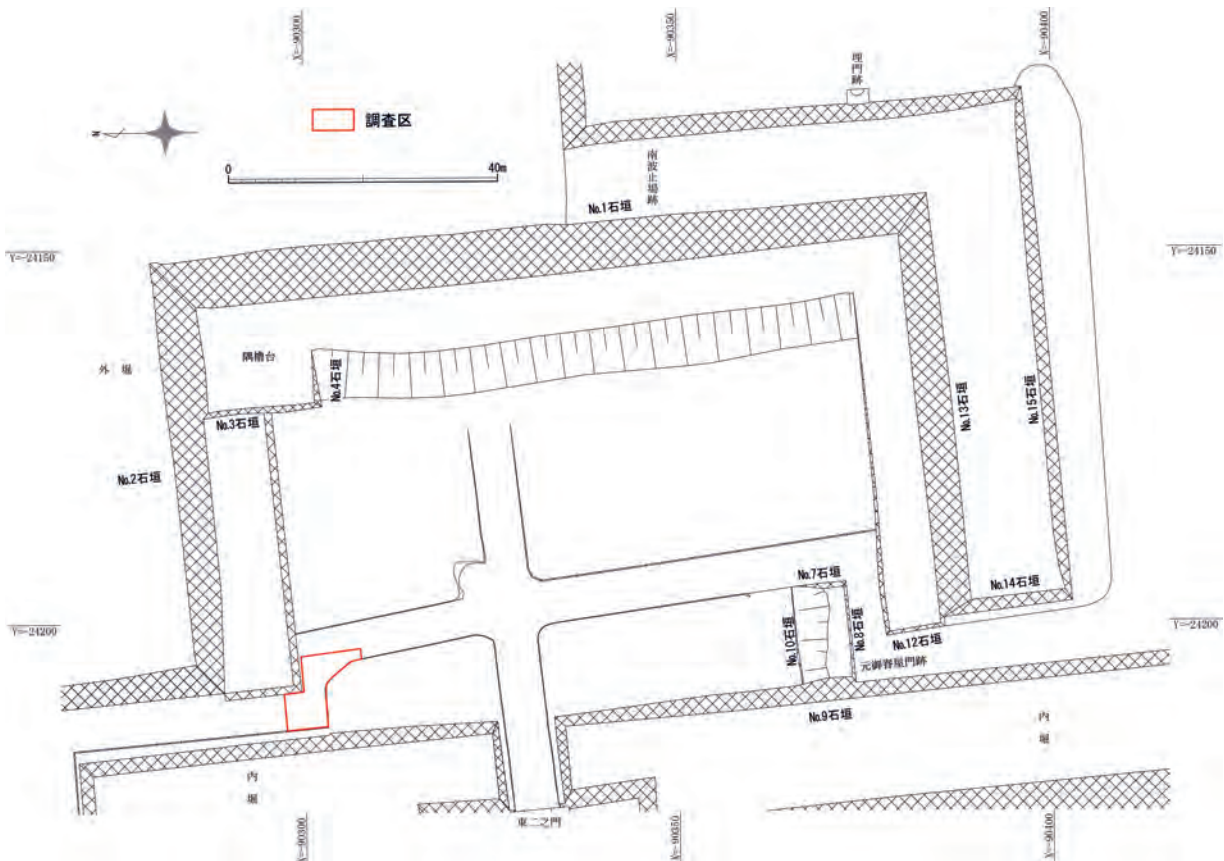 X=-90300
X=-90350
X=-90400
埋門跡
N
調査区
0 40m
南波止場跡
No.1石垣
Y=-24150
Y=-24150
隅櫓台
外堀
No.4石垣
No.3石垣
No.13石垣
No.15石垣
No.2石垣
No.7石垣
No.14石垣
Y=-24200
Y=-24200
No.10石垣
No.8石垣
No.12石垣
元御春屋門跡
No.9石垣
内堀
内堀
東二之門
X=-90300
X=-90350
X=-90400